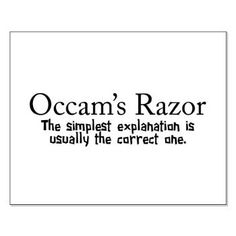 Occam's Razor
The simplest explanation is
usually the correct one.